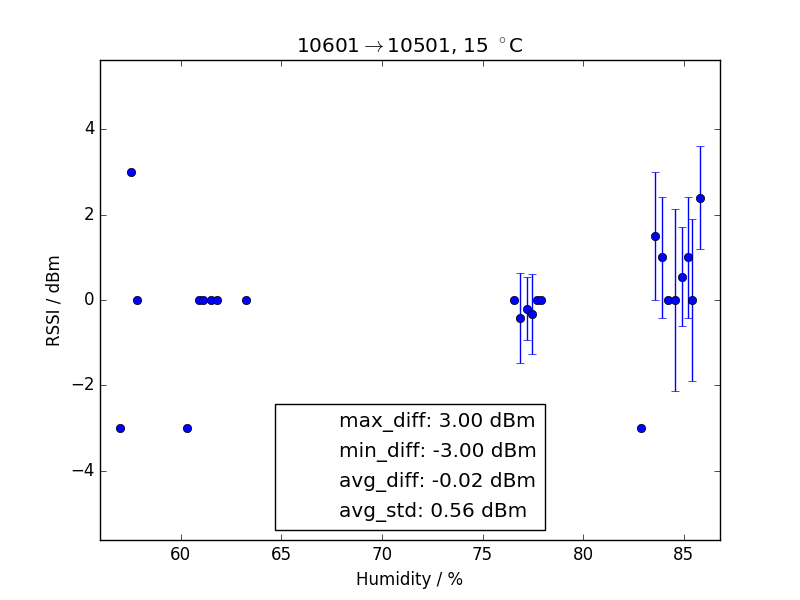 10601→10501, 15 °C
RSSI / dBm
4
2
0
−2
−4
max_diff: 3.00 dBm
min_diff: -3.00 dBm
avg_diff: -0.02 dBm
avg_std: 0.56 dBm
60 65 70 75 80 85
Humidity / %